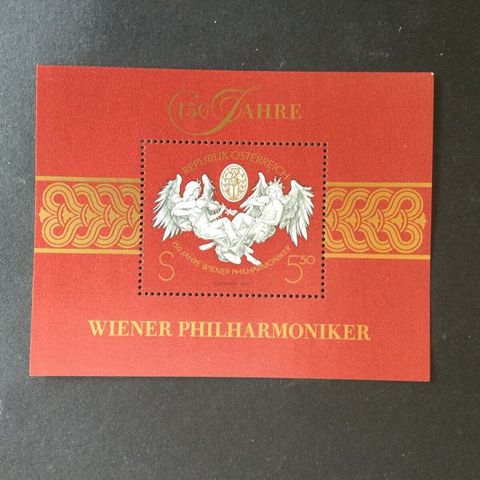 150 JAHRE
REPUBLIK ÖSTERREICH
150 JAHRE WIENER PHILHARMONIKER
S 5.50
WIENER PHILHARMONIKER